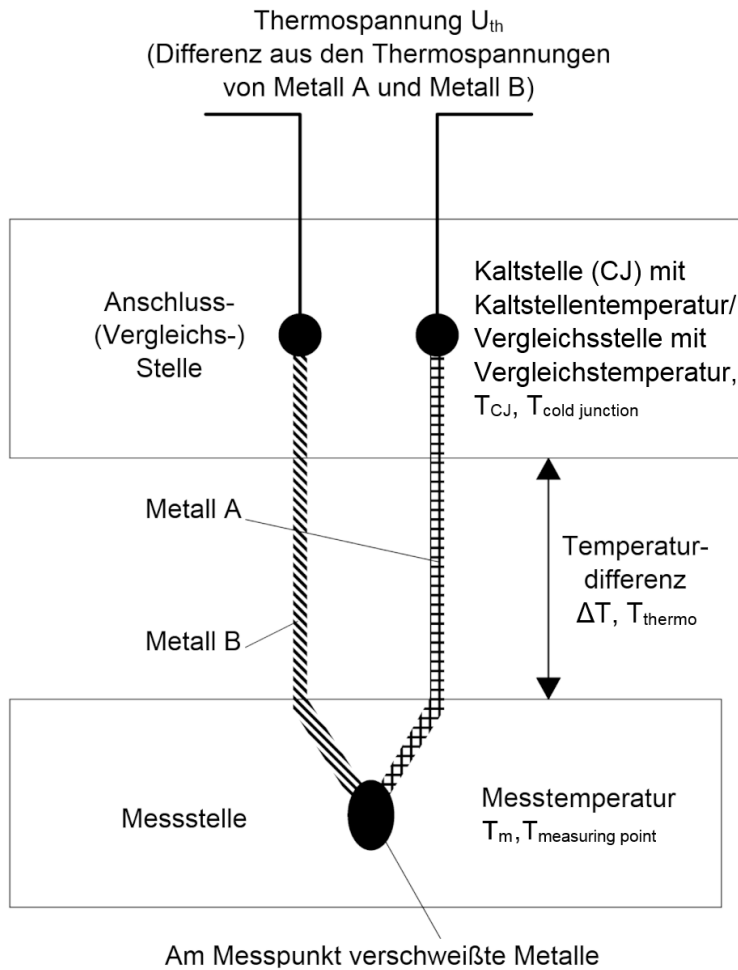 Thermospannung Uth
(Differenz aus den Thermospannungen
von Metall A und Metall B)
Anschluss-
(Vergleichs-)
Stelle
Kaltstelle (CJ) mit
Kaltstellentemperatur/
Vergleichsstelle mit
Vergleichstemperatur,
TCJ, Tcold junction
Metall A
Temperatur-
differenz
ΔT, Tthermo
Metall B
Messstelle
Messtemperatur
Tm,Tmeasuring point
Am Messpunkt verschweißte Metalle